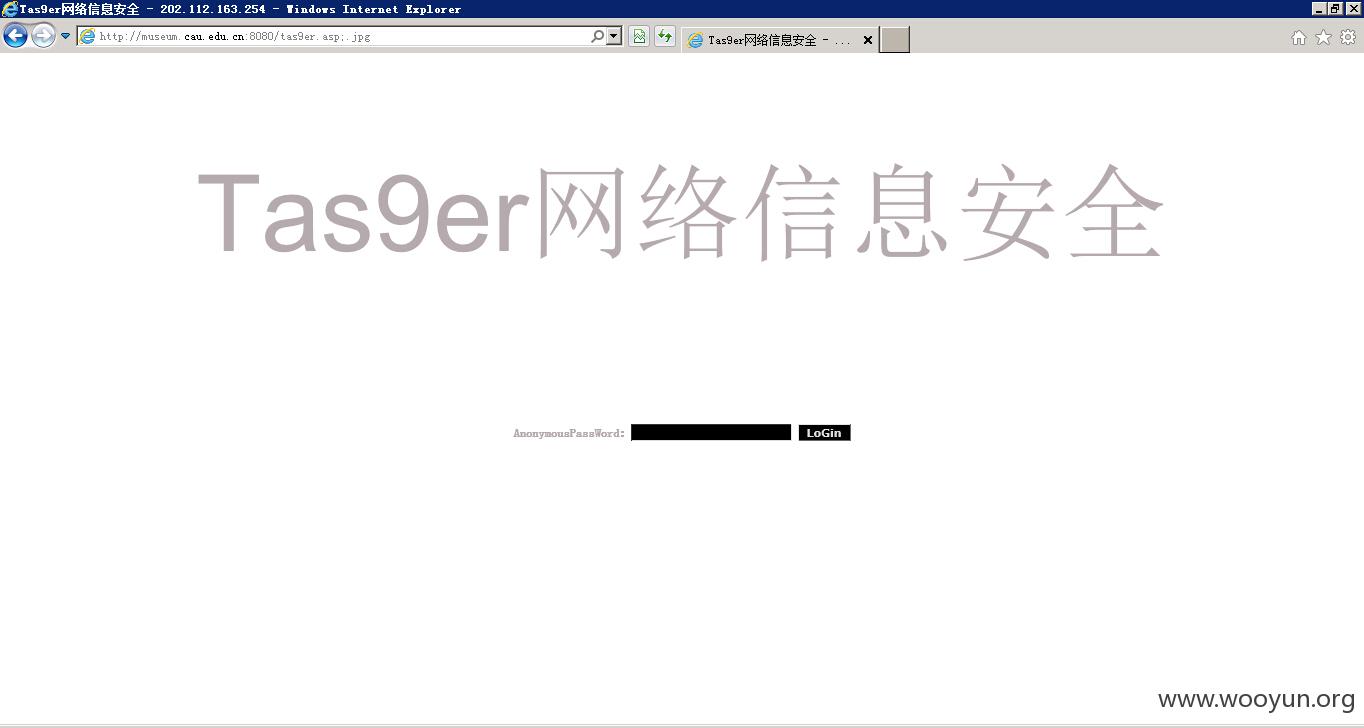 Tas9er网络信息安全 - 202.112.163.254 - Windows Internet Explorer
http://museum.cau.edu.cn:8080/tas9er.asp;.jpg
Tas9er网络信息安全 - ...
Tas9er网络信息安全
AnonymousPassWord:
LoGin
www.wooyun.org